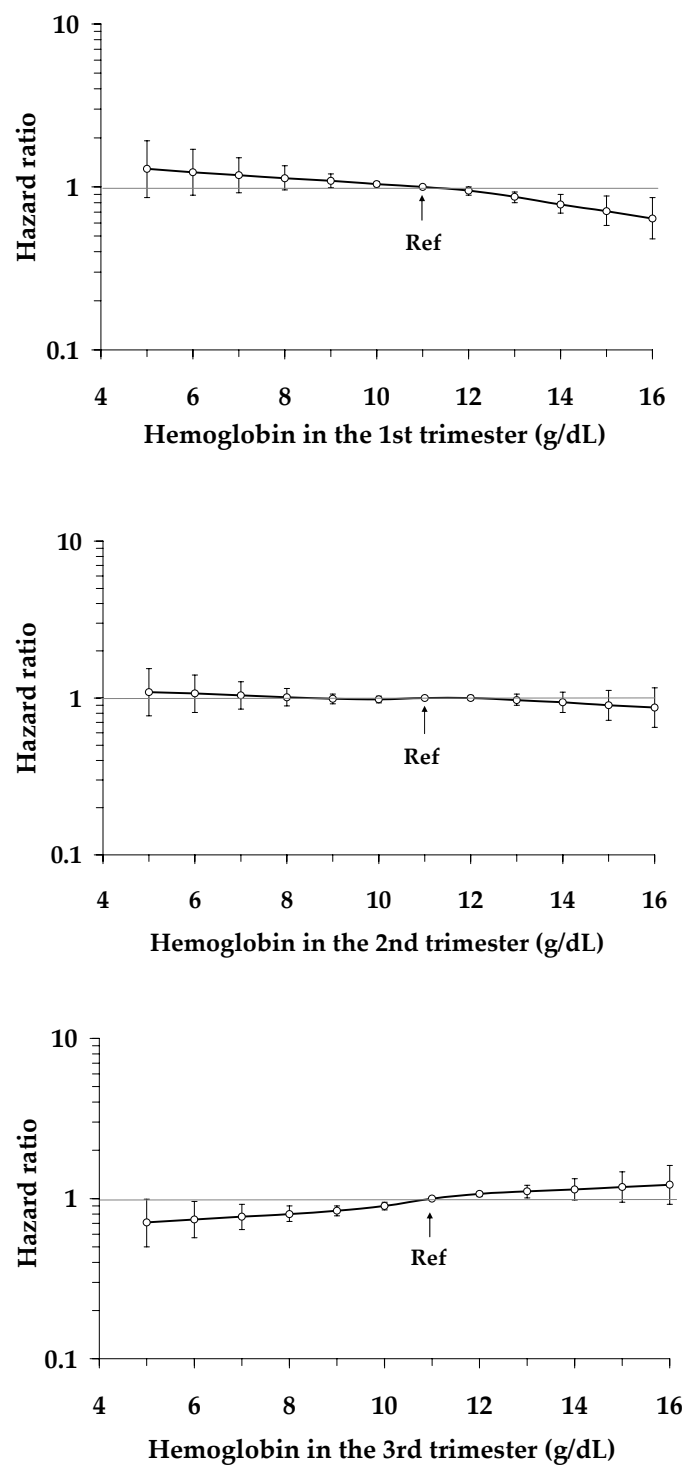 10
Hazard ratio
1
Ref
0.1
4 6 8 10 12 14 16
Hemoglobin in the 1st trimester (g/dL)
10
Hazard ratio
1
Ref
0.1
4 6 8 10 12 14 16
Hemoglobin in the 2nd trimester (g/dL)
10
Hazard ratio
1
Ref
0.1
4 6 8 10 12 14 16
Hemoglobin in the 3rd trimester (g/dL)